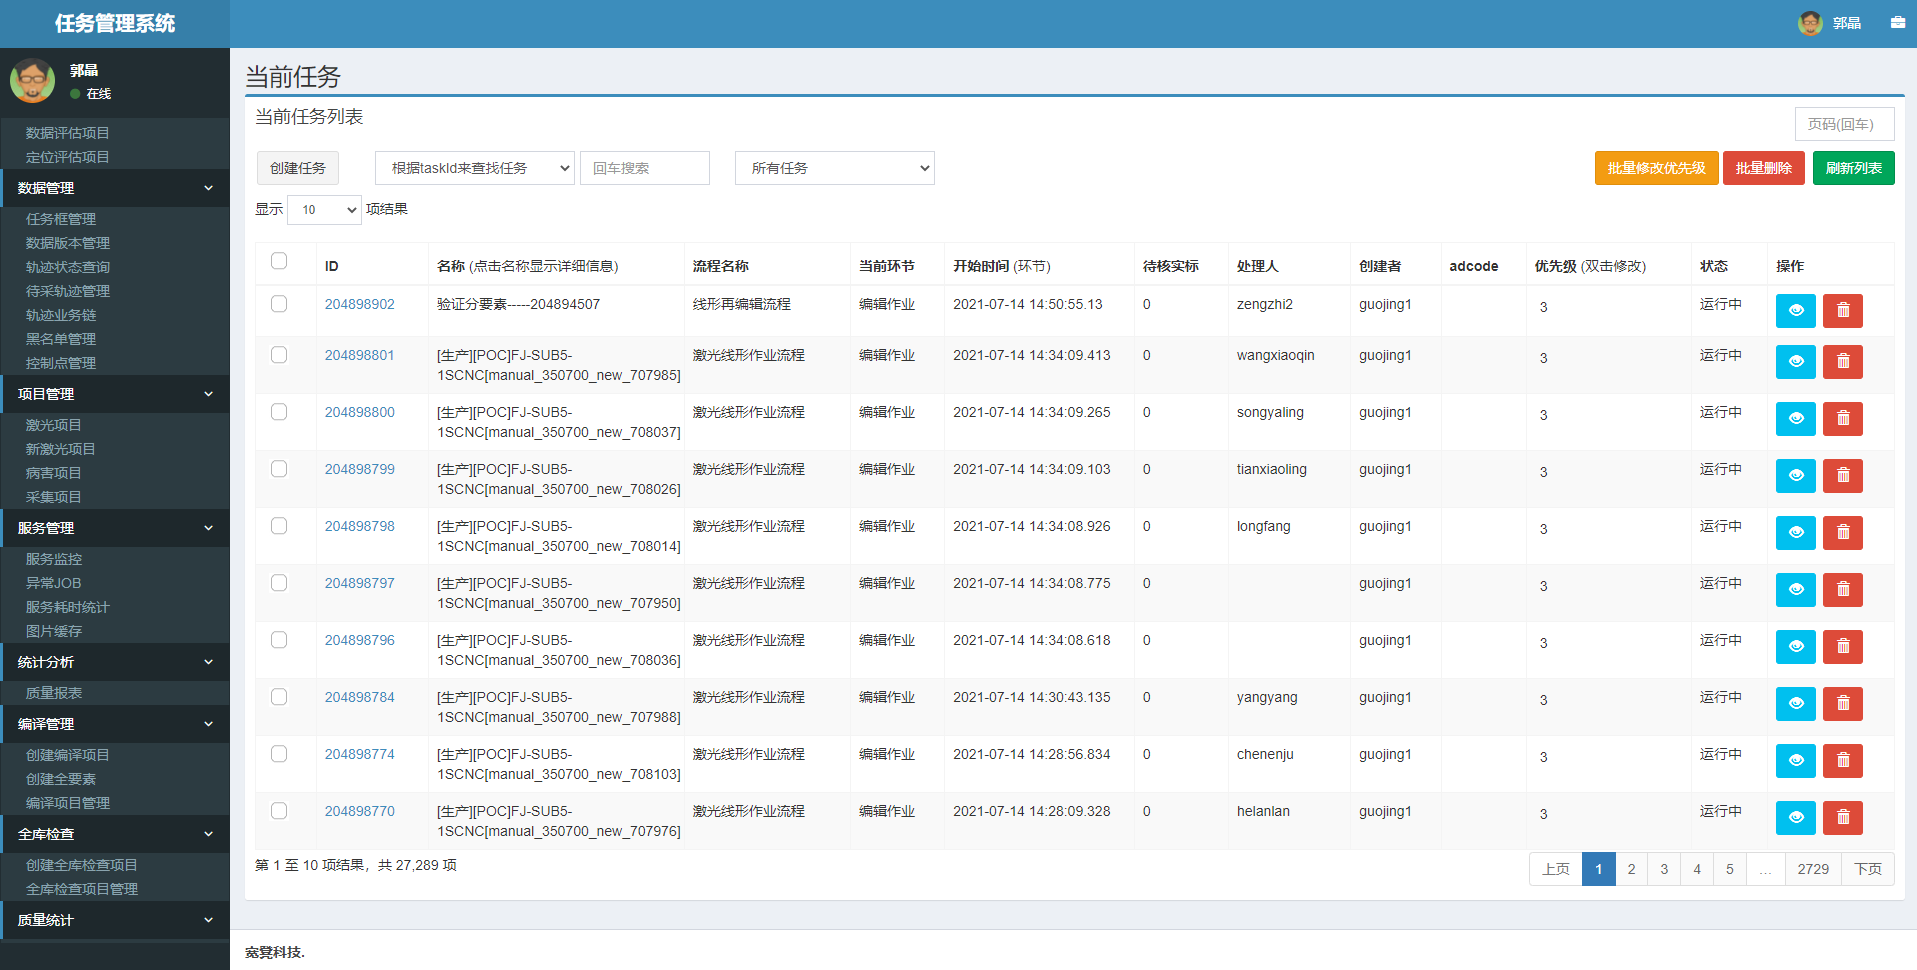 任务管理系统
郭晶
郭晶
在线
数据评估项目
定位评估项目
数据管理
任务框管理
数据版本管理
轨迹状态查询
待采轨迹管理
轨迹业务链
黑名单管理
控制点管理
项目管理
激光项目
新激光项目
病害项目
采集项目
服务管理
服务监控
异常JOB
服务耗时统计
图片缓存
统计分析
质量报表
编译管理
创建编译项目
创建全要素
编译项目管理
全库检查
创建全库检查项目
全库检查项目管理
质量统计
当前任务
当前任务列表
页码(回车)
创建任务 根据taskId来查找任务 回车搜索 所有任务 批量修改优先级 批量删除 刷新列表
显示 10 项结果
ID 名称 (点击名称显示详细信息) 流程名称 当前环节 开始时间 (环节) 待核实标 处理人 创建者 adcode 优先级 (双击修改) 状态 操作
204898902 验证分要素-----204894507 线形再编辑流程 编辑作业 2021-07-14 14:50:55.13 0 zengzhi2 guojing1 3 运行中
204898801 [生产][POC]FJ-SUB5- 激光线形作业流程 编辑作业 2021-07-14 14:34:09.413 0 wangxiaoqin guojing1 3 运行中
1SCNC[manual_350700_new_707985]
204898800 [生产][POC]FJ-SUB5- 激光线形作业流程 编辑作业 2021-07-14 14:34:09.265 0 songyaling guojing1 3 运行中
1SCNC[manual_350700_new_708037]
204898799 [生产][POC]FJ-SUB5- 激光线形作业流程 编辑作业 2021-07-14 14:34:09.103 0 tianxiaoling guojing1 3 运行中
1SCNC[manual_350700_new_708026]
204898798 [生产][POC]FJ-SUB5- 激光线形作业流程 编辑作业 2021-07-14 14:34:08.926 0 longfang guojing1 3 运行中
1SCNC[manual_350700_new_708014]
204898797 [生产][POC]FJ-SUB5- 激光线形作业流程 编辑作业 2021-07-14 14:34:08.775 0 guojing1 3 运行中
1SCNC[manual_350700_new_707950]
204898796 [生产][POC]FJ-SUB5- 激光线形作业流程 编辑作业 2021-07-14 14:34:08.618 0 guojing1 3 运行中
1SCNC[manual_350700_new_708036]
204898784 [生产][POC]FJ-SUB5- 激光线形作业流程 编辑作业 2021-07-14 14:30:43.135 0 yangyang guojing1 3 运行中
1SCNC[manual_350700_new_707988]
204898774 [生产][POC]FJ-SUB5- 激光线形作业流程 编辑作业 2021-07-14 14:28:56.834 0 chenenju guojing1 3 运行中
1SCNC[manual_350700_new_708103]
204898770 [生产][POC]FJ-SUB5- 激光线形作业流程 编辑作业 2021-07-14 14:28:09.328 0 helanlan guojing1 3 运行中
1SCNC[manual_350700_new_707976]
第 1 至 10 项结果，共 27,289 项
上页 1 2 3 4 5 … 2729 下页
宽凳科技.